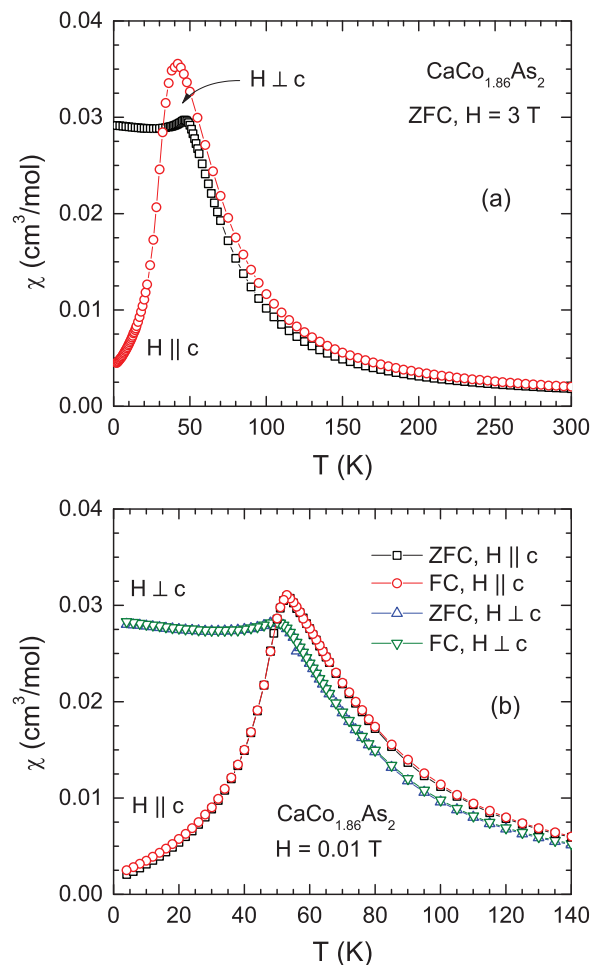 0.04
0.03
0.02
0.01
0.00
χ (cm³/mol)
H ⊥ c
CaCo₁.₈₆As₂
ZFC, H = 3 T
(a)
H || c
0 50 100 150 200 250 300
T (K)
0.04
0.03
0.02
0.01
0.00
χ (cm³/mol)
H ⊥ c
ZFC, H || c
FC, H || c
ZFC, H ⊥ c
FC, H ⊥ c
(b)
H || c
CaCo₁.₈₆As₂
H = 0.01 T
0 20 40 60 80 100 120 140
T (K)